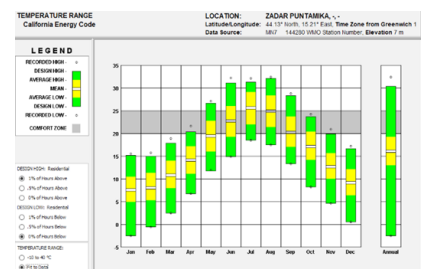 TEMPERATURE RANGE
California Energy Code
LOCATION: ZADAR PUNTAMIKA, -, -
Latitude/Longitude: 44.13° North, 15.21° East, Time Zone from Greenwich 1
Data Source: MN7 144280 WMO Station Number, Elevation 7 m
LEGEND
RECORDED HIGH -
DESIGN HIGH -
AVERAGE HIGH -
MEAN -
AVERAGE LOW -
DESIGN LOW -
RECORDED LOW -
COMFORT ZONE
DESIGN HIGH: Residential
1% of Hours Above
.5% of Hours Above
0% of Hours Above
DESIGN LOW: Residential
1% of Hours Below
.5% of Hours Below
0% of Hours Below
TEMPERATURE RANGE:
-10 to 40 °C
Fit to Data
35
30
25
20
15
10
5
0
-5
Jan Feb Mar Apr May Jun Jul Aug Sep Oct Nov Dec Annual